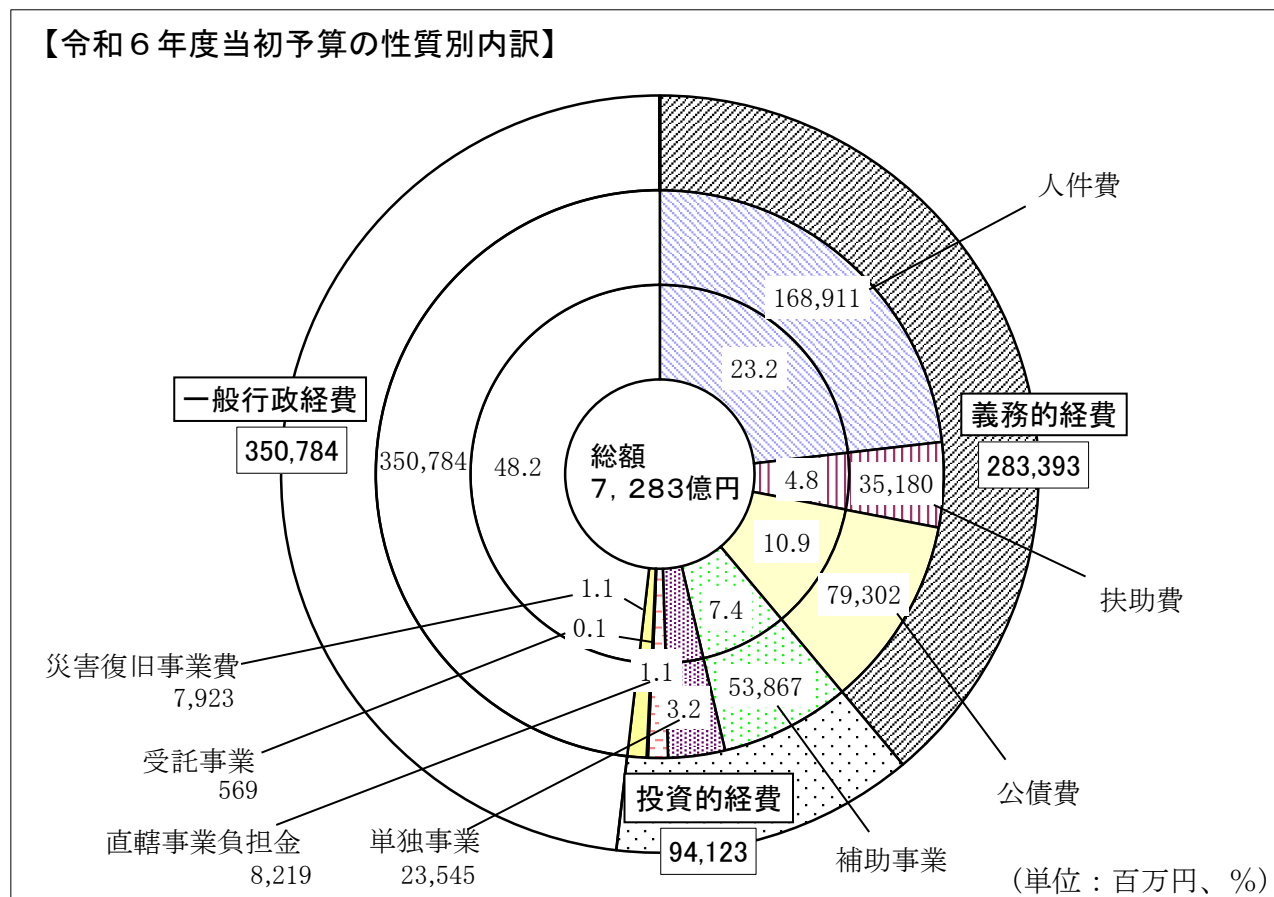 【令和６年度当初予算の性質別内訳】
人件費
168,911
23.2
一般行政経費
350,784
義務的経費
283,393
350,784
48.2
総額
７，２８３億円
4.8
35,180
10.9
79,302
扶助費
1.1
7.4
0.1
災害復旧事業費
7,923
1.1
3.2
53,867
受託事業
569
投資的経費
94,123
公債費
直轄事業負担金
8,219
単独事業
23,545
補助事業
（単位：百万円、％）